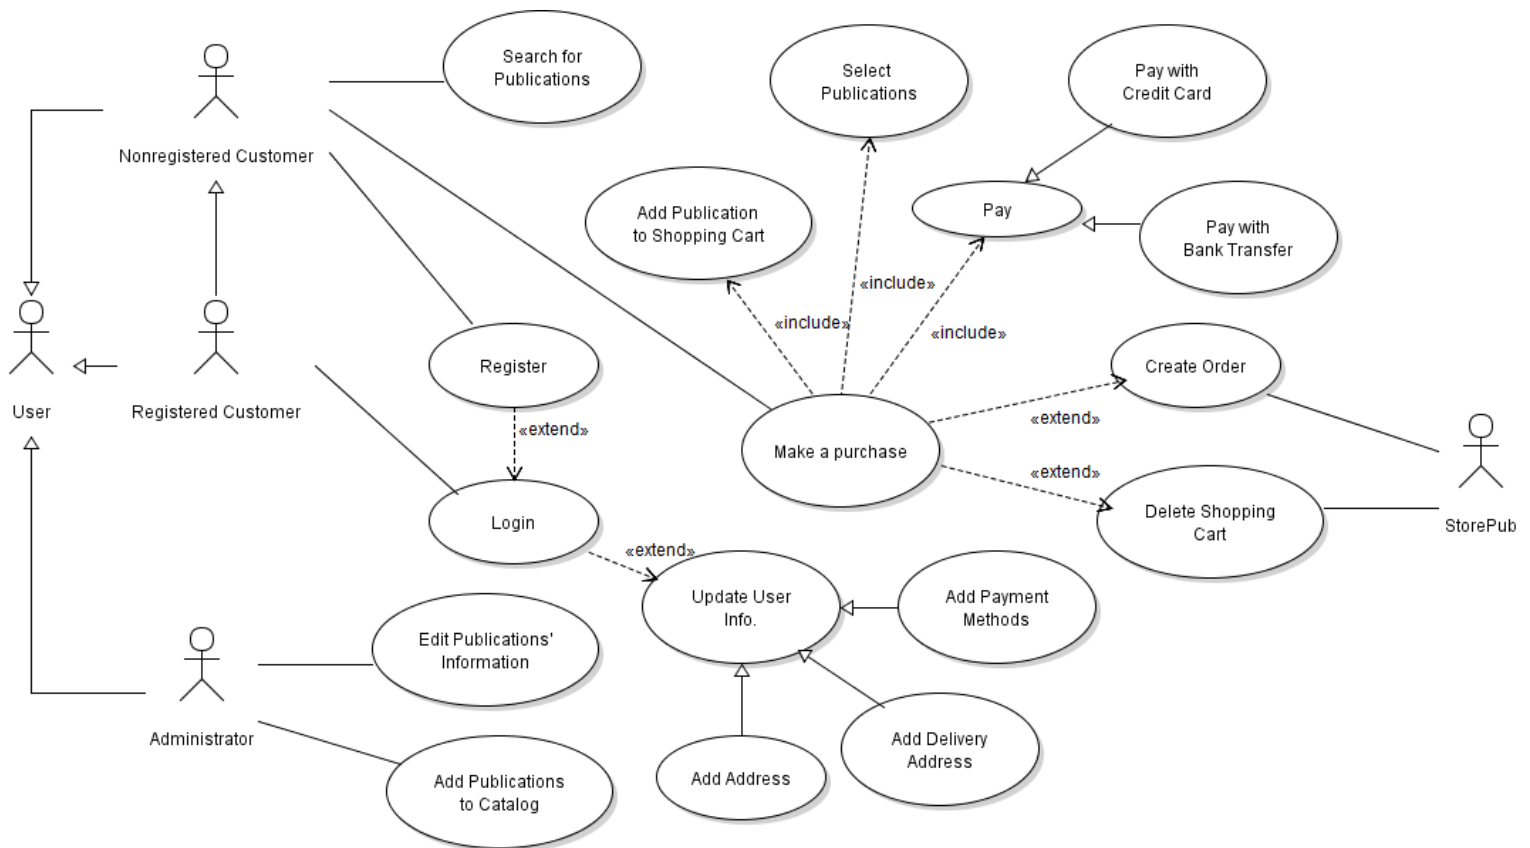 Search for
Publications
Select
Publications
Pay with
Credit Card
Nonregistered Customer
Add Publication
to Shopping Cart
Pay
Pay with
Bank Transfer
«include»
«include»
«include»
User
Registered Customer
Register
«extend»
Make a purchase
«extend»
Create Order
«extend»
Delete Shopping
Cart
StorePub
Login
«extend»
Update User
Info.
Add Payment
Methods
Edit Publications'
Information
Administrator
Add Publications
to Catalog
Add Address
Add Delivery
Address